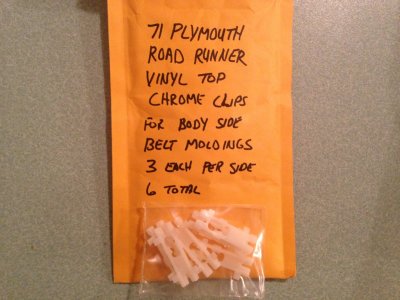 71 PLYMOUTH
ROAD RUNNER
VINYL TOP
CHROME CLIPS
FOR BODY SIDE
BELT MOLDINGS
3 EACH PER SIDE
6 TOTAL